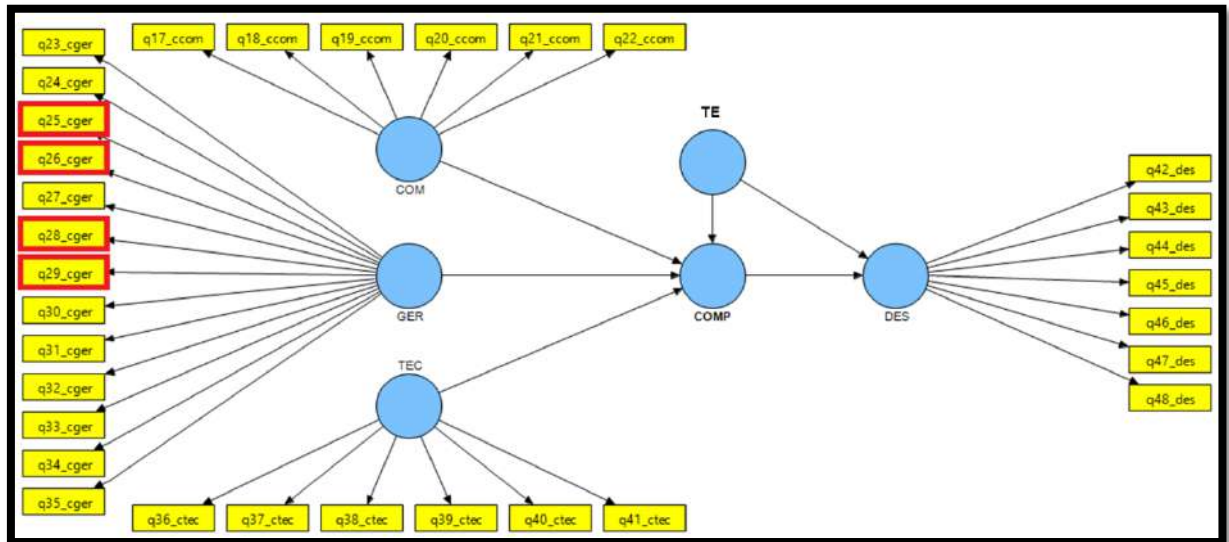 q23_cger
q24_cger
q25_cger
q26_cger
q27_cger
q28_cger
q29_cger
q30_cger
q31_cger
q32_cger
q33_cger
q34_cger
q35_cger
q17_ccom
q18_ccom
q19_ccom
q20_ccom
q21_ccom
q22_ccom
COM
GER
TEC
q36_ctec
q37_ctec
q38_ctec
q39_ctec
q40_ctec
q41_ctec
TE
COMP
DES
q42_des
q43_des
q44_des
q45_des
q46_des
q47_des
q48_des